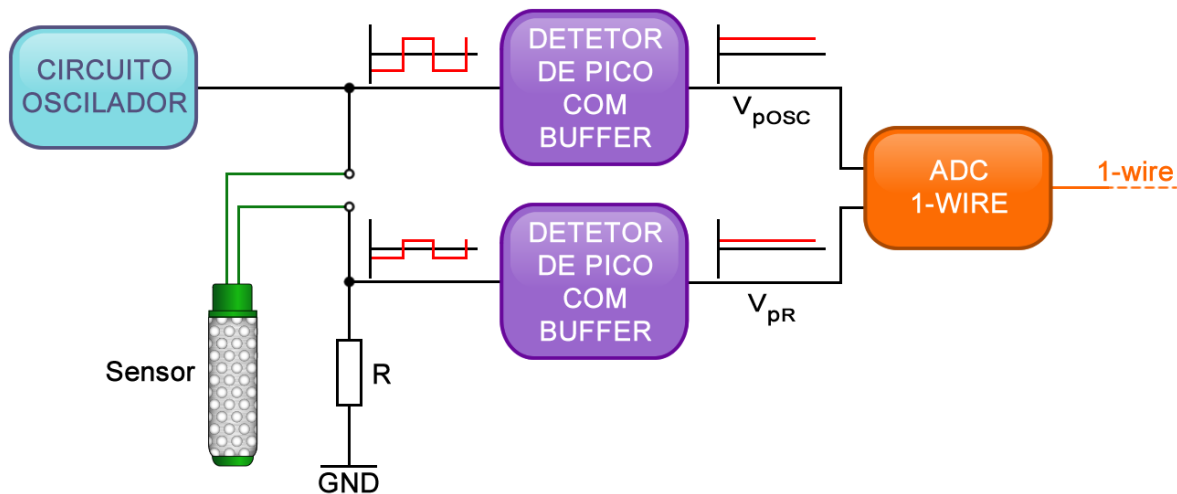 CIRCUITO
OSCILADOR
DETETOR
DE PICO
COM
BUFFER
VpOSC
ADC
1-WIRE
1-wire
DETETOR
DE PICO
COM
BUFFER
VpR
Sensor
R
GND